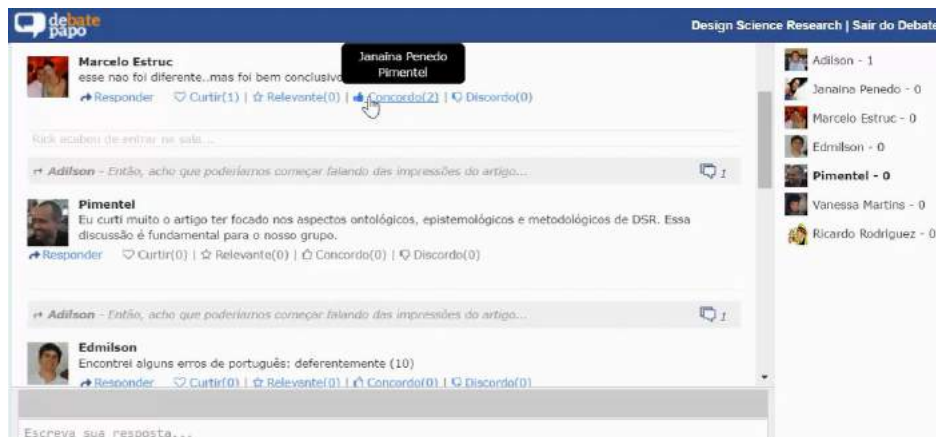 debate
papo
Design Science Research | Sair do Debate
Marcelo Estruc
esse nao foi diferente..mas foi bem conclusivo
Janaína Penedo
Pimentel
Responder Curtir(1) | Relevante(0) | Concordo(2) | Discordo(0)
Rick acabou de entrar na sala...
Adilson - Então, acho que poderíamos começar falando das impressões do artigo... 1
Pimentel
Eu curti muito o artigo ter focado nos aspectos ontológicos, epistemológicos e metodológicos de DSR. Essa
discussão é fundamental para o nosso grupo.
Responder Curtir(0) | Relevante(0) | Concordo(0) | Discordo(0)
Adilson - Então, acho que poderíamos começar falando das impressões do artigo... 1
Edmilson
Encontrei alguns erros de português: deferentemente (10)
Responder Curtir(0) | Relevante(0) | Concordo(0) | Discordo(0)
Escreva sua resposta...
Adilson - 1
Janaina Penedo - 0
Marcelo Estruc - 0
Edmilson - 0
Pimentel - 0
Vanessa Martins - 0
Ricardo Rodriguez - 0